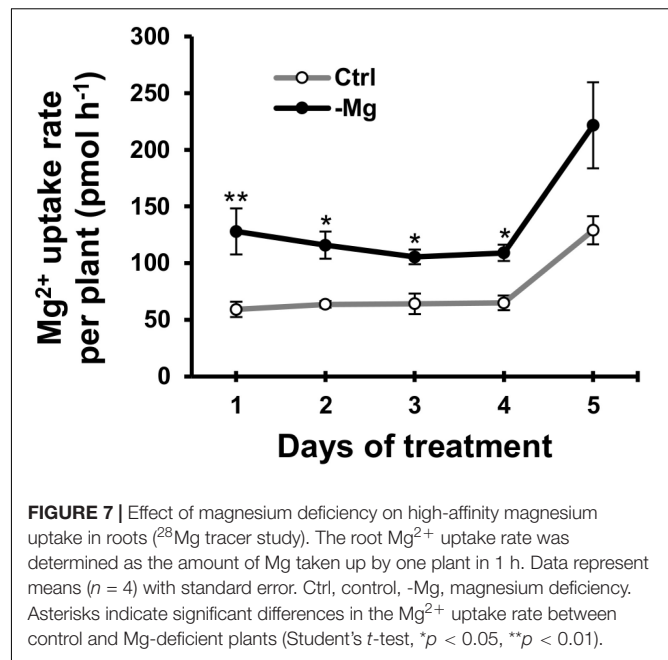 300
250
200
150
100
50
0
Mg²⁺ uptake rate
per plant (pmol h⁻¹)
Ctrl
-Mg
**
*
*
*
1 2 3 4 5
Days of treatment
FIGURE 7 | Effect of magnesium deficiency on high-affinity magnesium
uptake in roots (²⁸Mg tracer study). The root Mg²⁺ uptake rate was
determined as the amount of Mg taken up by one plant in 1 h. Data represent
means (n = 4) with standard error. Ctrl, control, -Mg, magnesium deficiency.
Asterisks indicate significant differences in the Mg²⁺ uptake rate between
control and Mg-deficient plants (Student's t-test, *p < 0.05, **p < 0.01).